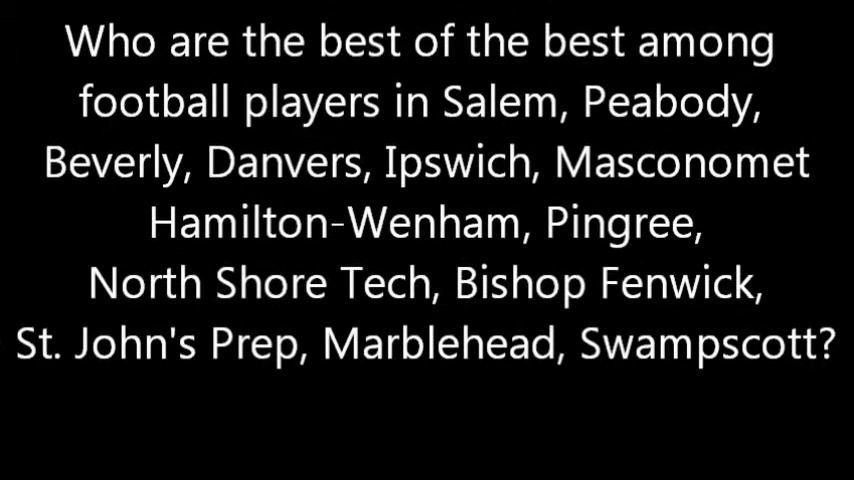 Who are the best of the best among
football players in Salem, Peabody,
Beverly, Danvers, Ipswich, Masconomet
Hamilton-Wenham, Pingree,
North Shore Tech, Bishop Fenwick,
St. John's Prep, Marblehead, Swampscott?